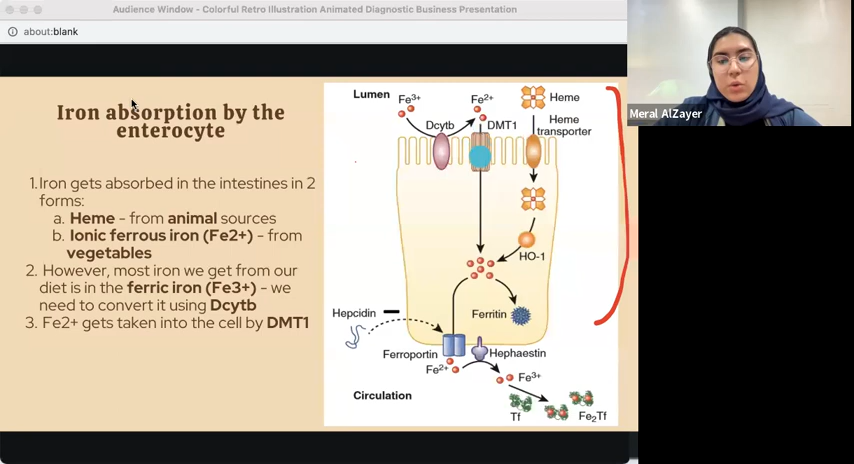 Audience Window - Colorful Retro Illustration Animated Diagnostic Business Presentation
about:blank
Iron absorption by the
enterocyte
1. Iron gets absorbed in the intestines in 2
forms:
a. Heme - from animal sources
b. Ionic ferrous iron (Fe2+) - from
vegetables
2. However, most iron we get from our
diet is in the ferric iron (Fe3+) - we
need to convert it using Dcytb
3. Fe2+ gets taken into the cell by DMT1
Lumen
Fe3+
Fe2+
Heme
Dcytb
DMT1
Heme
transporter
HO-1
Hepcidin
Ferritin
Ferroportin
Hephaestin
Fe2+
Fe3+
Circulation
Tf
Fe2Tf
Meral AlZayer